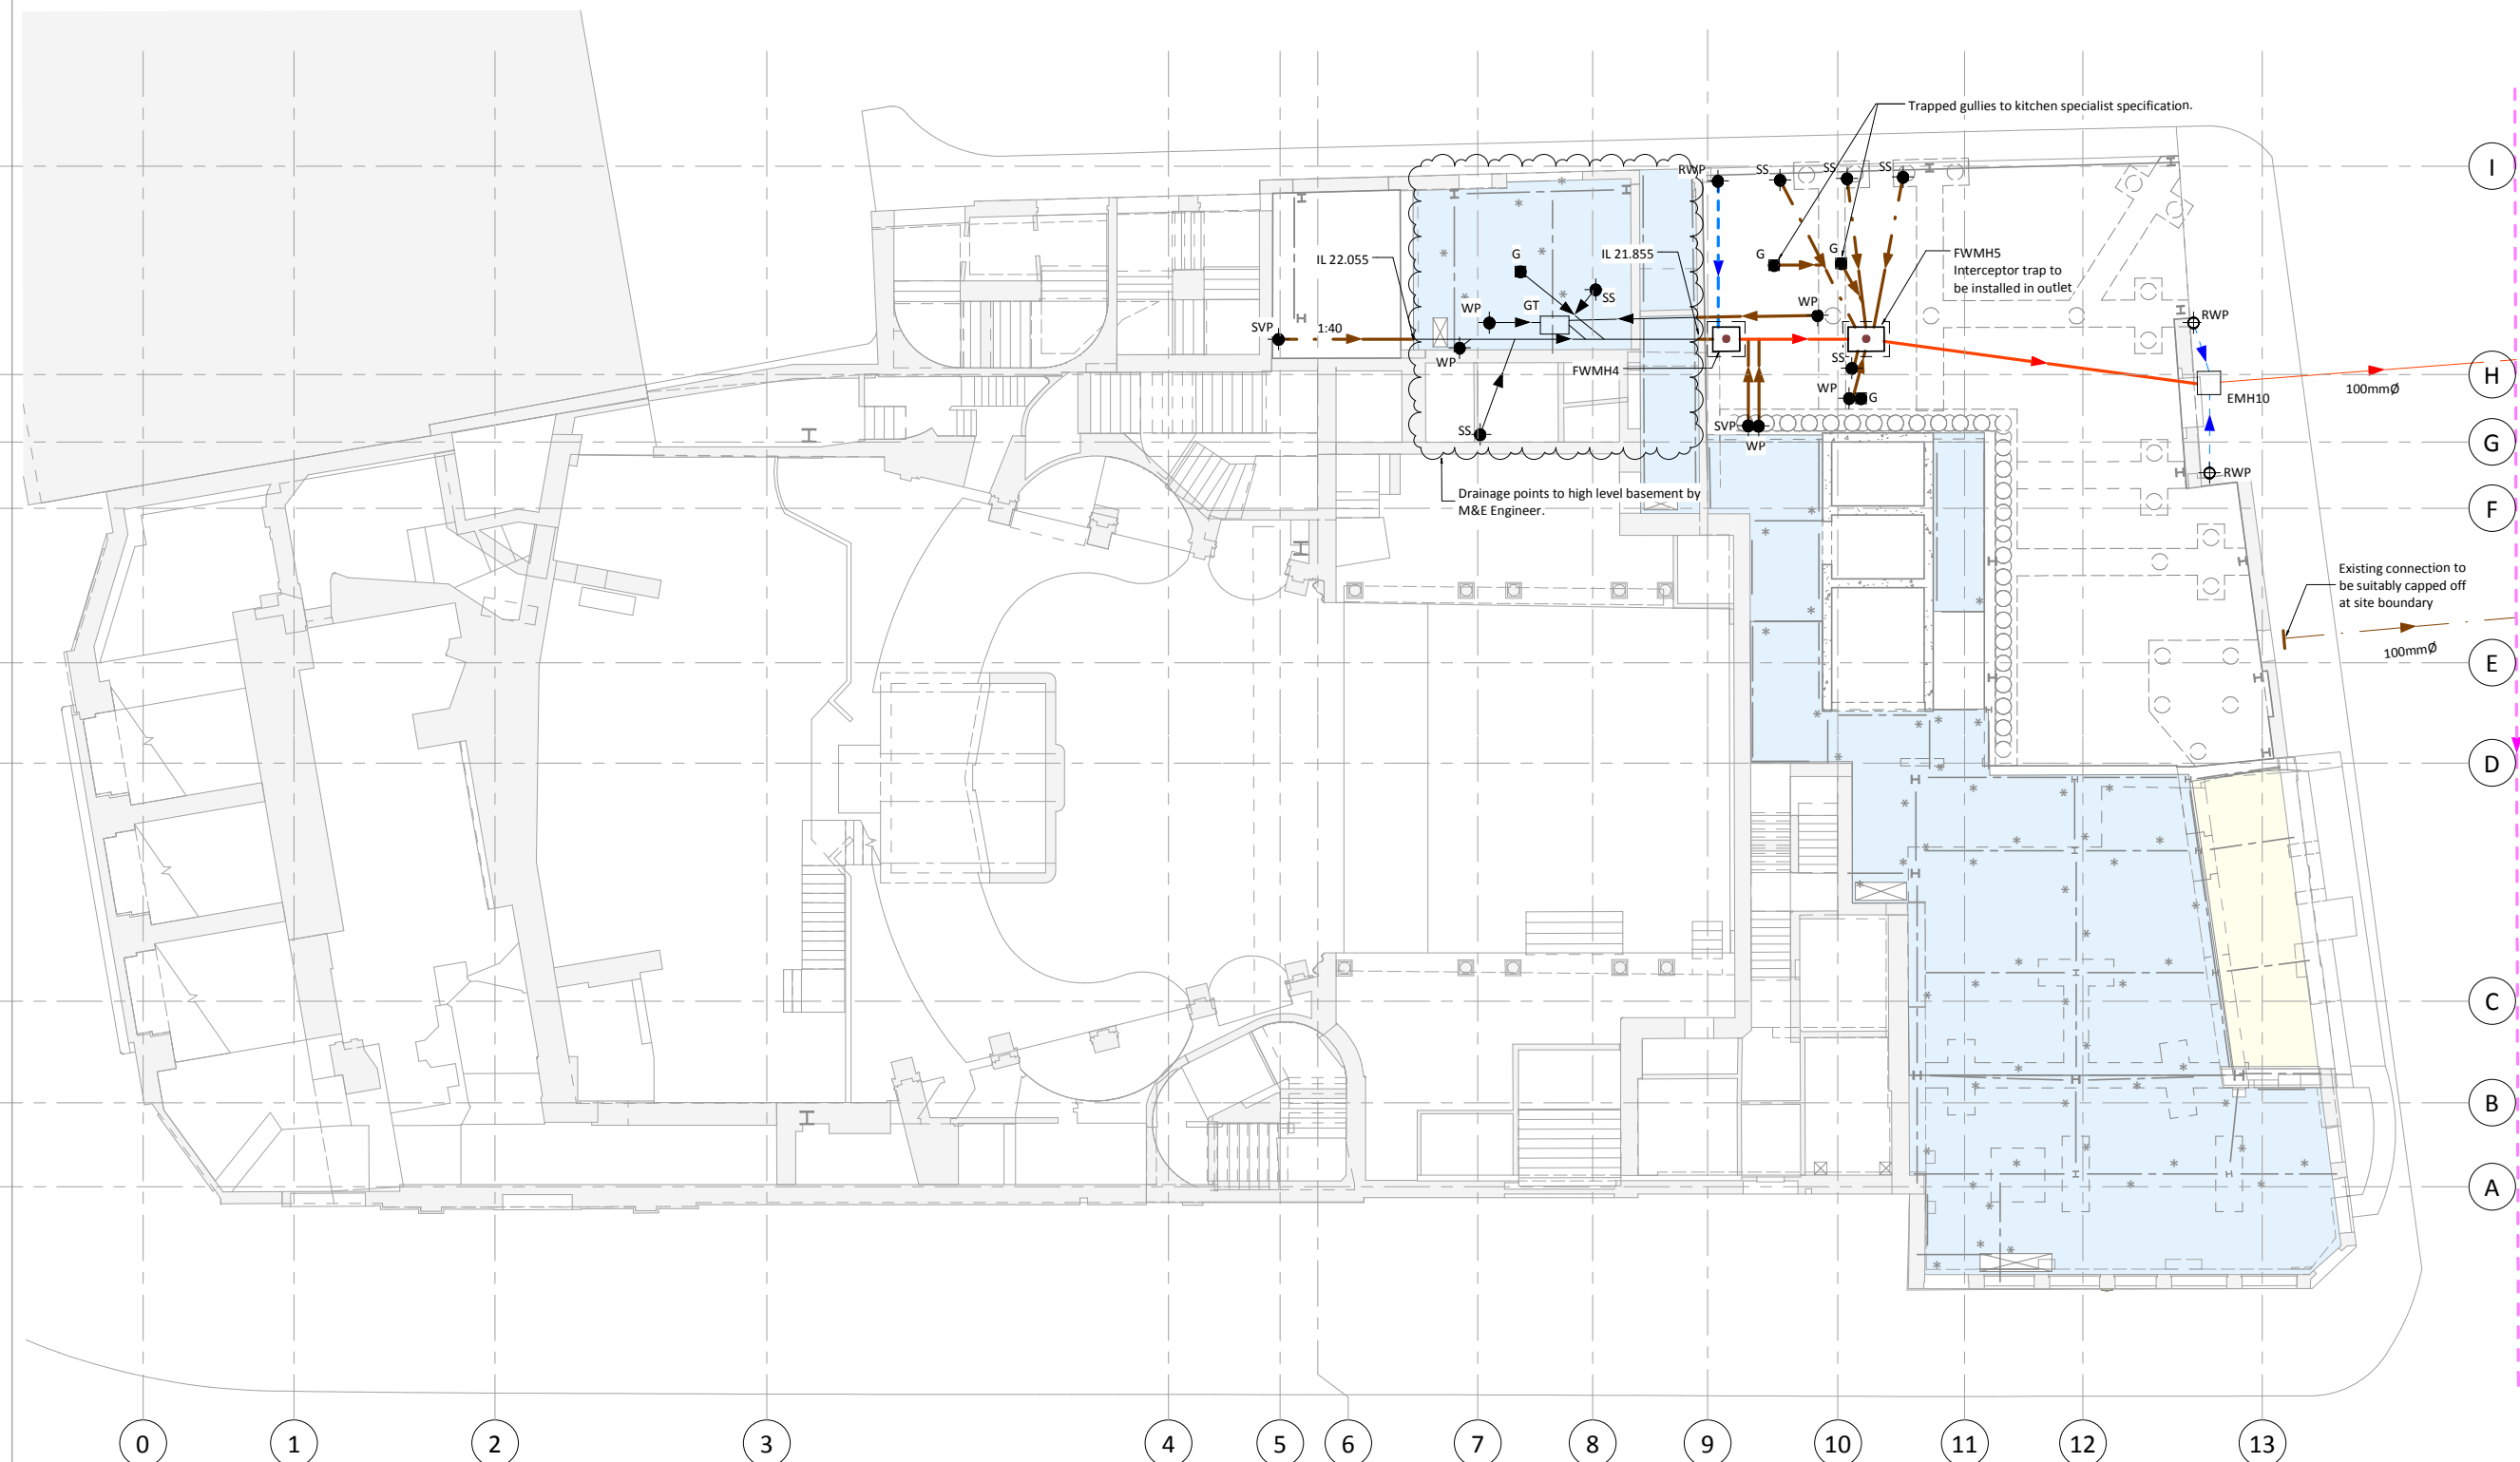 Trapped gullies to kitchen specialist specification.
I
RWP
SS
SS
SS
IL 22.055
G
IL 21.855
G
G
FWMH5
Interceptor trap to
be installed in outlet
SS
WP
GT
WP
SVP
1:40
WP
RWP
SS
FWMH4
H
WP
G
100mmØ
EMH10
SS
SVP
WP
G
RWP
Drainage points to high level basement by
M&E Engineer.
F
Existing connection to
be suitably capped off
at site boundary
100mmØ
E
D
C
B
A
0
1
2
3
4
5
6
7
8
9
10
11
12
13